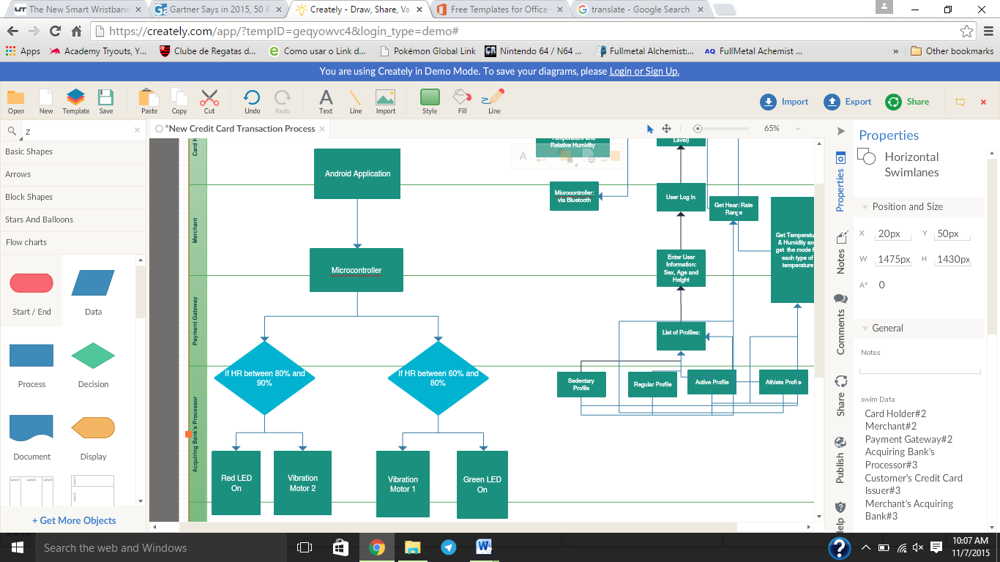 The New Smart Wristband
Gartner Says in 2015, 50 P
Creately - Draw, Share, Va
Free Templates for Office
translate - Google Search
https://creately.com/app/?tempID=geqyowvc4&login_type=demo#
Apps
Academy Tryouts, Y...
Clube de Regatas d...
Como usar o Link d...
Pokémon Global Link
Nintendo 64 / N64 ...
Fullmetal Alchemist:...
AQ FullMetal Achemist ...
»
Other bookmarks
You are using Creately in Demo Mode. To save your diagrams, please Login or Sign Up.
Open
New
Template
Save
Paste
Copy
Cut
Undo
Redo
Text
Line
Import
Style
Fill
Line
Import
Export
Share
z
*New Credit Card Transaction Process
65%
Basic Shapes
Arrows
Block Shapes
Stars And Balloons
Flow charts
Start / End
Data
Process
Decision
Document
Display
Lane 1
Lane 2
Lane 3
+ Get More Objects
Card H
Merchant
Payment Gateway
Acquiring Bank's Processor
Android Application
Microcontroller
If HR between 80% and
90%
If HR between 60% and
80%
Red LED
On
Vibration
Motor 2
Vibration
Motor 1
Green LED
On
Temperature and
Relative Humidity
A
Microcontroller:
via Bluetooth
Level)
User Log in
Get Heart Rate
Range
Enter User
Information:
Sex, Age and
Height
Get Temperatu
& Humidity an
get the mode f
each type of
temperature
List of Profiles:
Sedentary
Profile
Regular Profile
Active Profile
Athlete Profile
Properties
Notes
Comments
Share
Publish
elp
Properties
Horizontal
Swimlanes
Position and Size
X 20px Y 50px
W 1475px H 1430px
A° 0
General
Notes
swim Data
Card Holder#2
Merchant#2
Payment Gateway#2
Acquiring Bank's
Processor#3
Customer's Credit Card
Issuer#3
Merchant's Acquiring
Bank#3
Search the web and Windows
10:07 AM
11/7/2015